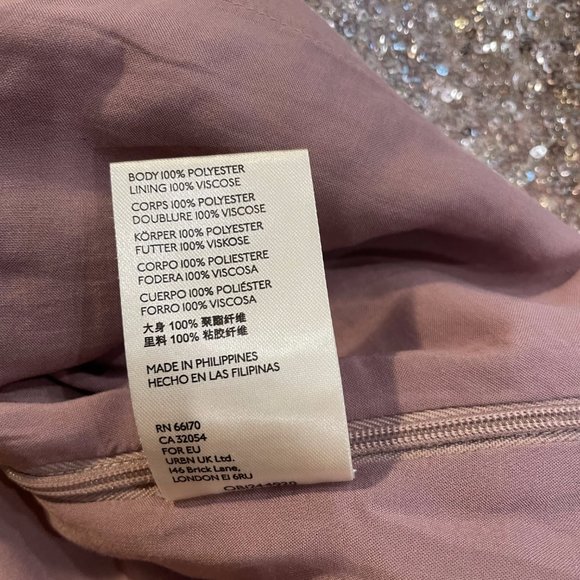 BODY 100% POLYESTER
LINING 100% VISCOSE
CORPS 100% POLYESTER
DOUBLURE 100% VISCOSE
KÖRPER 100% POLYESTER
FUTTER 100% VISKOSE
CORPO 100% POLIESTERE
FODERA 100% VISCOSA
CUERPO 100% POLIÉSTER
FORRO 100% VISCOSA
大身 100% 聚酯纤维
里料 100% 粘胶纤维
MADE IN PHILIPPINES
HECHO EN LAS FILIPINAS
RN 66170
CA 32054
FOR EU
URBN UK Ltd.
146 Brick Lane,
LONDON E1 6RU